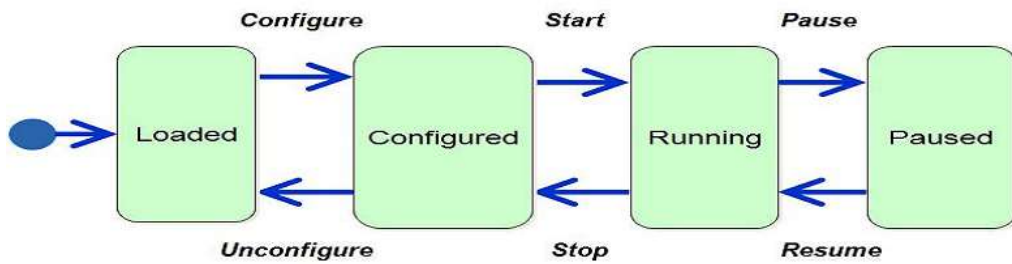 Configure Start Pause
Loaded Configured Running Paused
Unconfigure Stop Resume